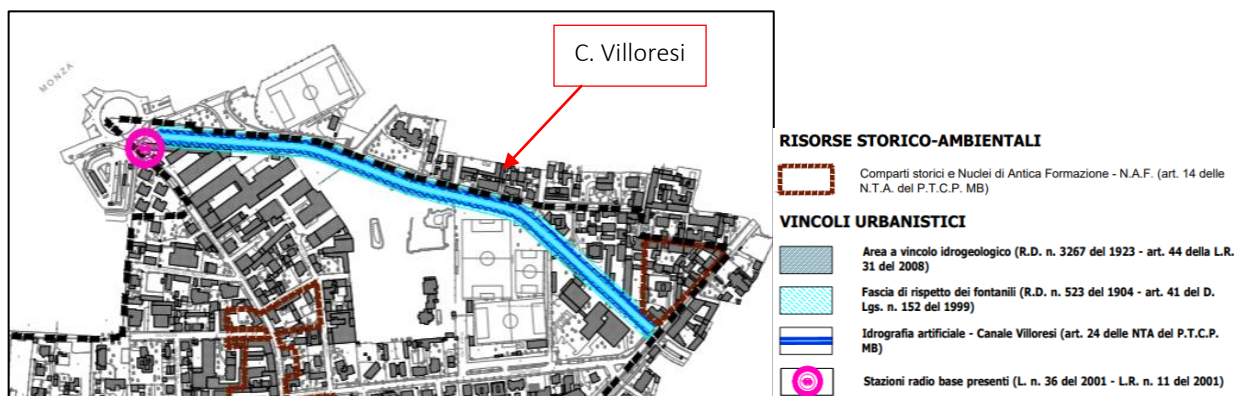 C. Villoresi
MONZA
RISORSE STORICO-AMBIENTALI
Comparti storici e Nuclei di Antica Formazione - N.A.F. (art. 14 delle
N.T.A. del P.T.C.P. MB)
VINCOLI URBANISTICI
Area a vincolo idrogeologico (R.D. n. 3267 del 1923 - art. 44 della L.R.
31 del 2008)
Fascia di rispetto dei fontanili (R.D. n. 523 del 1904 - art. 41 del D.
Lgs. n. 152 del 1999)
Idrografia artificiale - Canale Villoresi (art. 24 delle NTA del P.T.C.P.
MB)
Stazioni radio base presenti (L. n. 36 del 2001 - L.R. n. 11 del 2001)